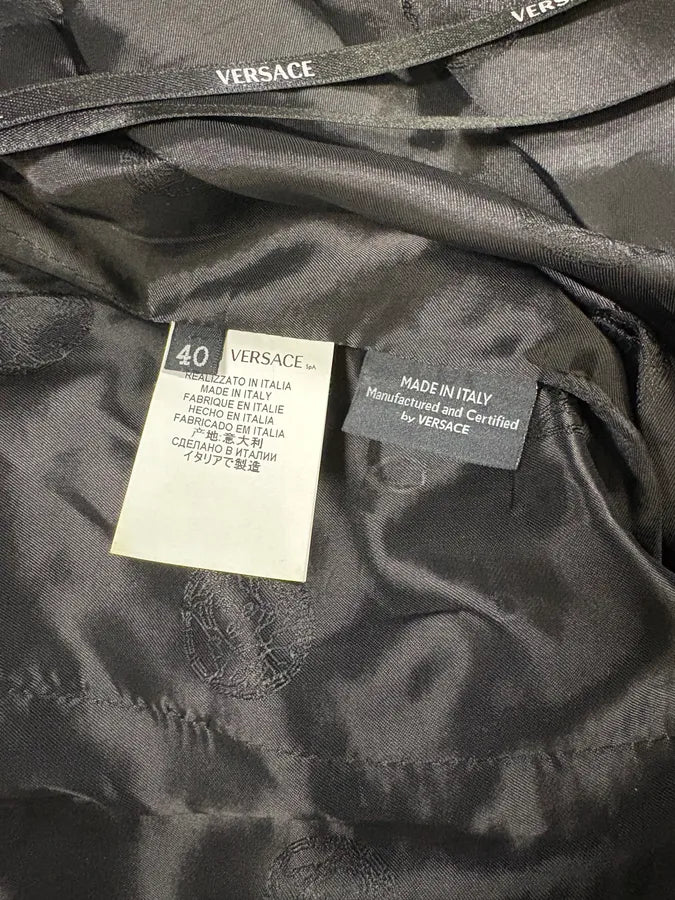 VERSACE
VERS
40
VERSACE SpA
REALIZZATO IN ITALIA
MADE IN ITALY
FABRIQUE EN ITALIE
HECHO EN ITALIA
FABRICADO EM ITALIA
产地:意大利
СДЕЛАНО В ИТАЛИИ
イタリアで製造
MADE IN ITALY
Manufactured and Certified
by VERSACE